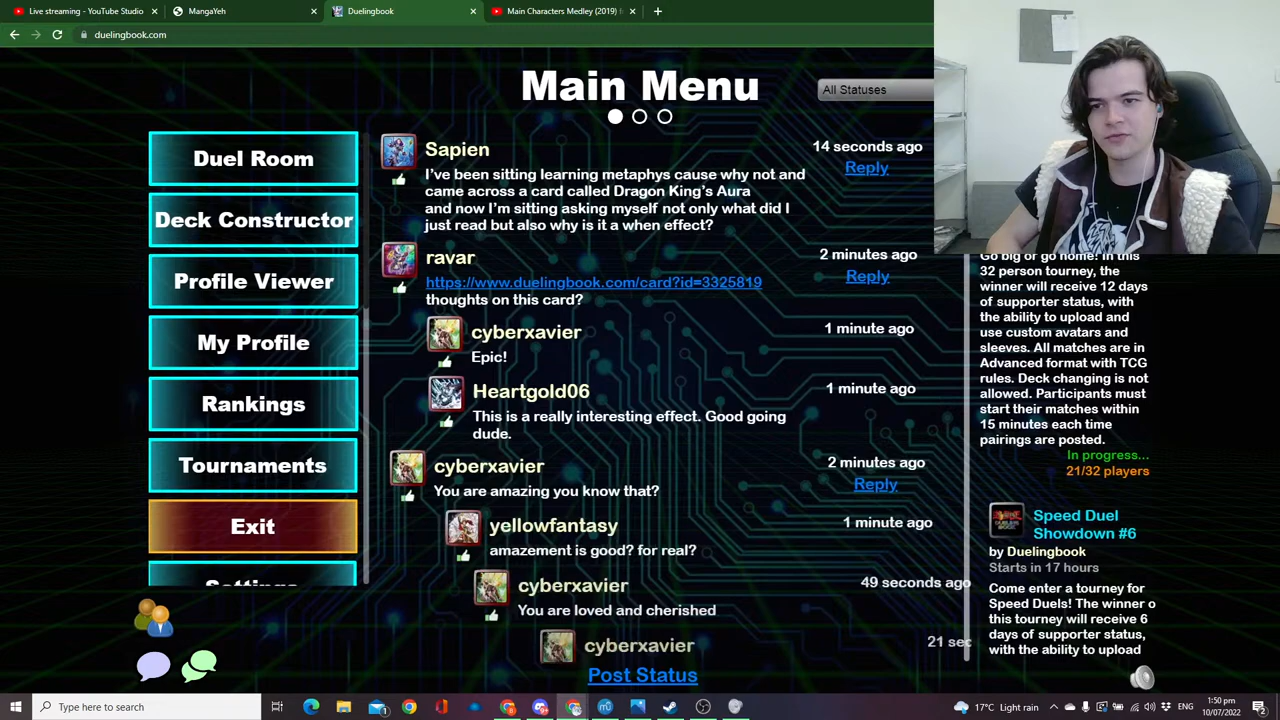 Live streaming - YouTube Studio
MangaYeh
Duelingbook
Main Characters Medley (2019) f
duelingbook.com
Main Menu
All Statuses
Duel Room
Deck Constructor
Profile Viewer
My Profile
Rankings
Tournaments
Exit
Settings
Sapien
14 seconds ago
Reply
I've been sitting learning metaphys cause why not and
came across a card called Dragon King's Aura
and now I'm sitting asking myself not only what did I
just read but also why is it a when effect?
ravar
2 minutes ago
Reply
https://www.duelingbook.com/card?id=3325819
thoughts on this card?
cyberxavier
1 minute ago
Epic!
Heartgold06
1 minute ago
This is a really interesting effect. Good going
dude.
cyberxavier
2 minutes ago
Reply
You are amazing you know that?
yellowfantasy
1 minute ago
amazement is good? for real?
cyberxavier
49 seconds ago
You are loved and cherished
cyberxavier
21 sec
Post Status
Go big or go home! In this
32 person tourney, the
winner will receive 12 days
of supporter status, with
the ability to upload and
use custom avatars and
sleeves. All matches are in
Advanced format with TCG
rules. Deck changing is not
allowed. Participants must
start their matches within
15 minutes each time
pairings are posted.
In progress...
21/32 players
Speed Duel
Showdown #6
by Duelingbook
Starts in 17 hours
Come enter a tourney for
Speed Duels! The winner o
this tourney will receive 6
days of supporter status,
with the ability to upload
Type here to search
17°C Light rain
1:50 pm
10/07/2022